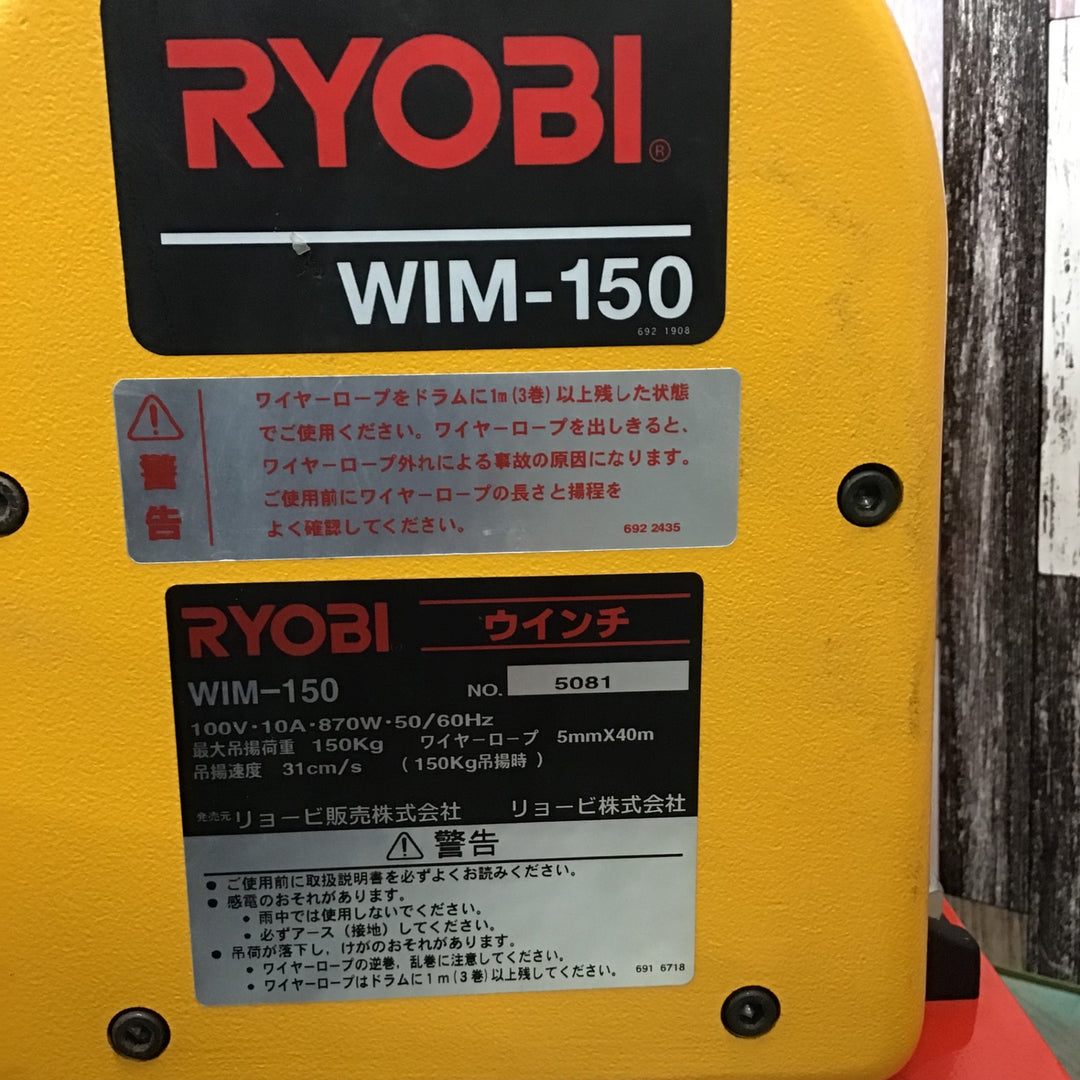 RYOBI®
WIM-150
692 1908
ワイヤーロープをドラムに1m(3巻)以上残した状態
でご使用ください。ワイヤーロープを出しきると、
警告
ワイヤーロープ外れによる事故の原因になります。
ご使用前にワイヤーロープの長さと揚程を
よく確認してください。
692 2435
RYOBI ウインチ
WIM-150 NO. 5081
100V・10A・870W・50/60Hz
最大吊揚荷重 150Kg ワイヤーロープ 5mmX40m
吊揚速度 31cm/s (150Kg吊揚時)
発売元 リョービ販売株式会社 リョービ株式会社
警告
● ご使用前に取扱説明書を必ずよくお読みください。
● 感電のおそれがあります。
・雨中では使用しないでください。
・必ずアース(接地)してください。
● 吊荷が落下し,けがのおそれがあります。
・ワイヤーロープの逆巻,乱巻に注意してください。
・ワイヤーロープはドラムに1m(3巻)以上残してください。
691 6718